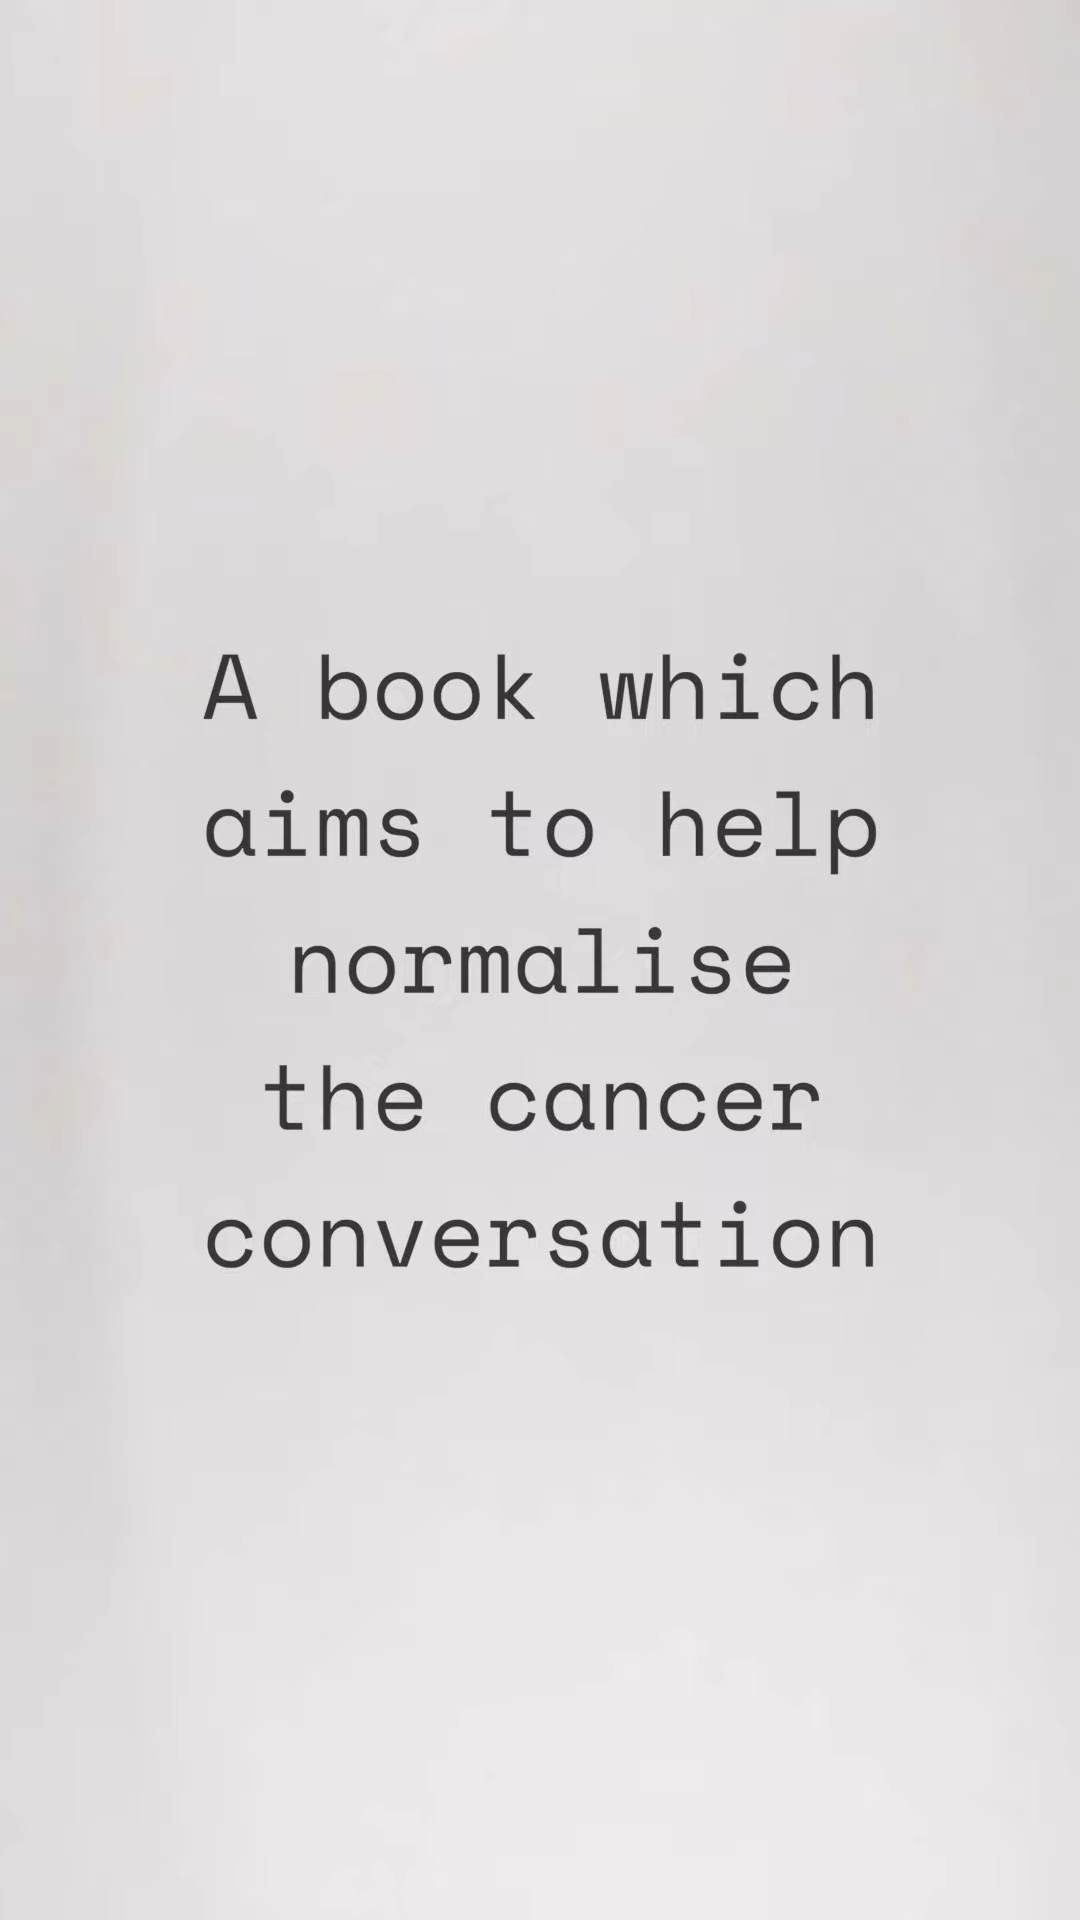 A book which
aims to help
normalise
the cancer
conversation